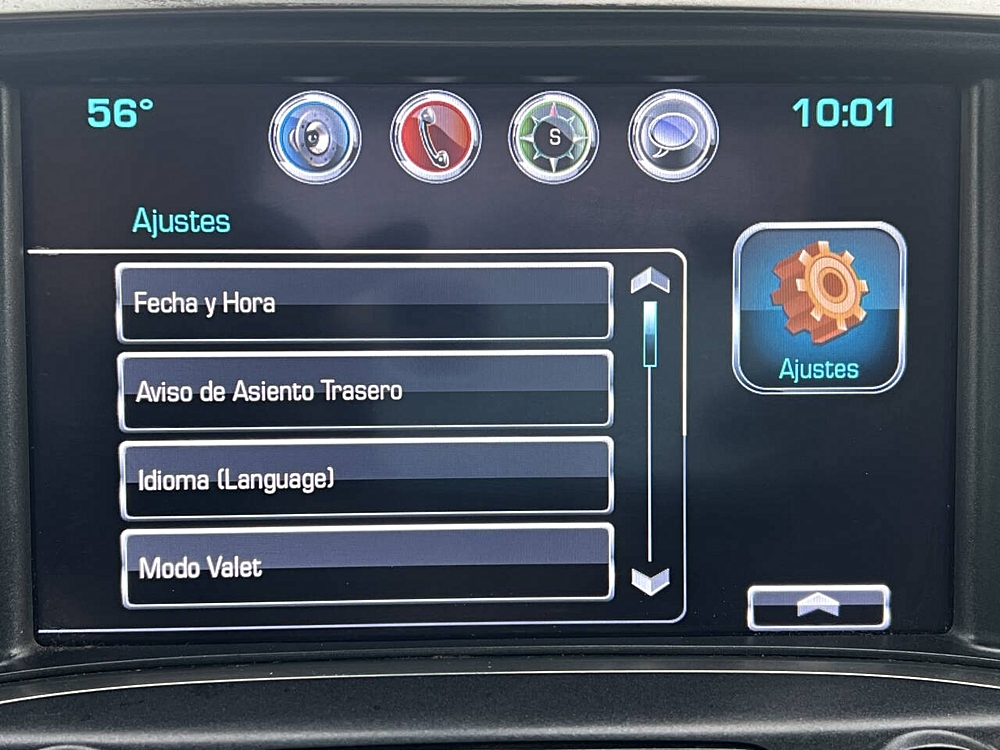 56°
S
10:01
Ajustes
Fecha y Hora
Aviso de Asiento Trasero
Ajustes
Idioma (Language)
Modo Valet